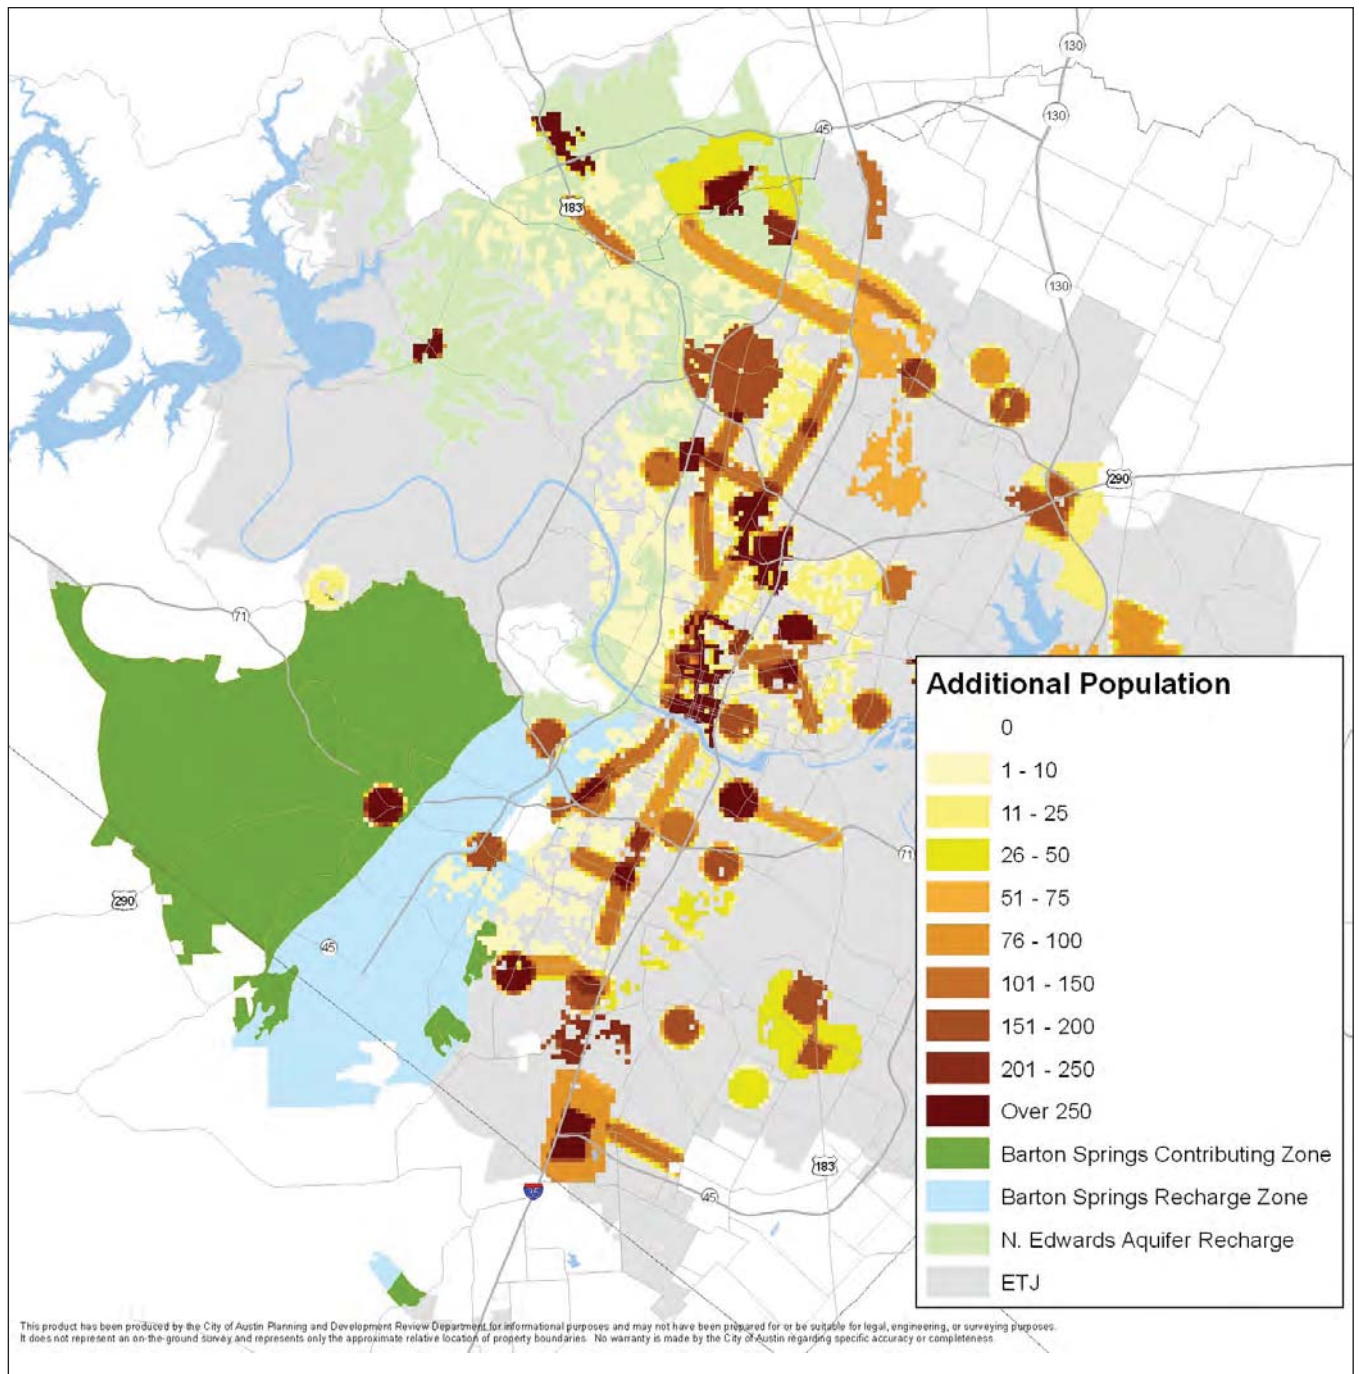 130
130
45
183
130
290
71
Additional Population
0
1 - 10
11 - 25
26 - 50
51 - 75
71
76 - 100
290
45
101 - 150
151 - 200
201 - 250
Over 250
Barton Springs Contributing Zone
183
Barton Springs Recharge Zone
35
45
N. Edwards Aquifer Recharge
ETJ
This product has been produced by the City of Austin Planning and Development Review Department for informational purposes and may not have been prepared for or be suitable for legal, engineering, or surveying purposes.
It does not represent an on-the-ground survey and represents only the approximate relative location of property boundaries. No warranty is made by the City of Austin regarding specific accuracy or completeness.